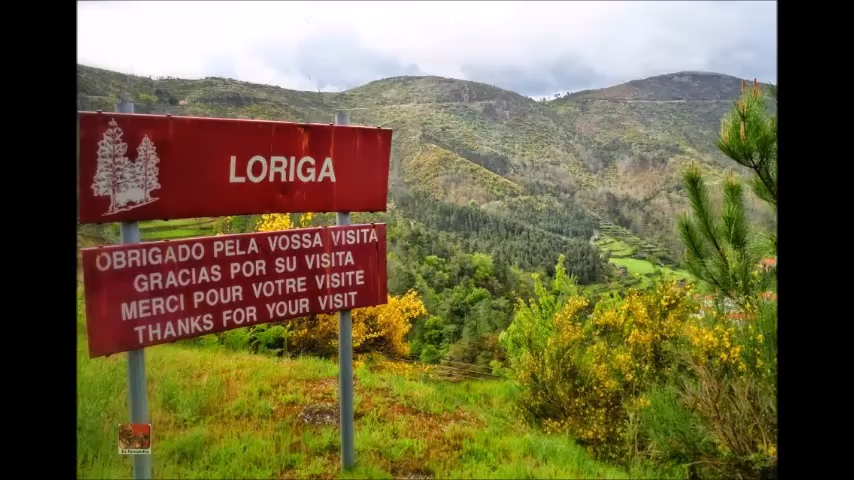 LORIGA
OBRIGADO PELA VOSSA VISITA
GRACIAS POR SU VISITA
MERCI POUR VOTRE VISITE
THANKS FOR YOUR VISIT